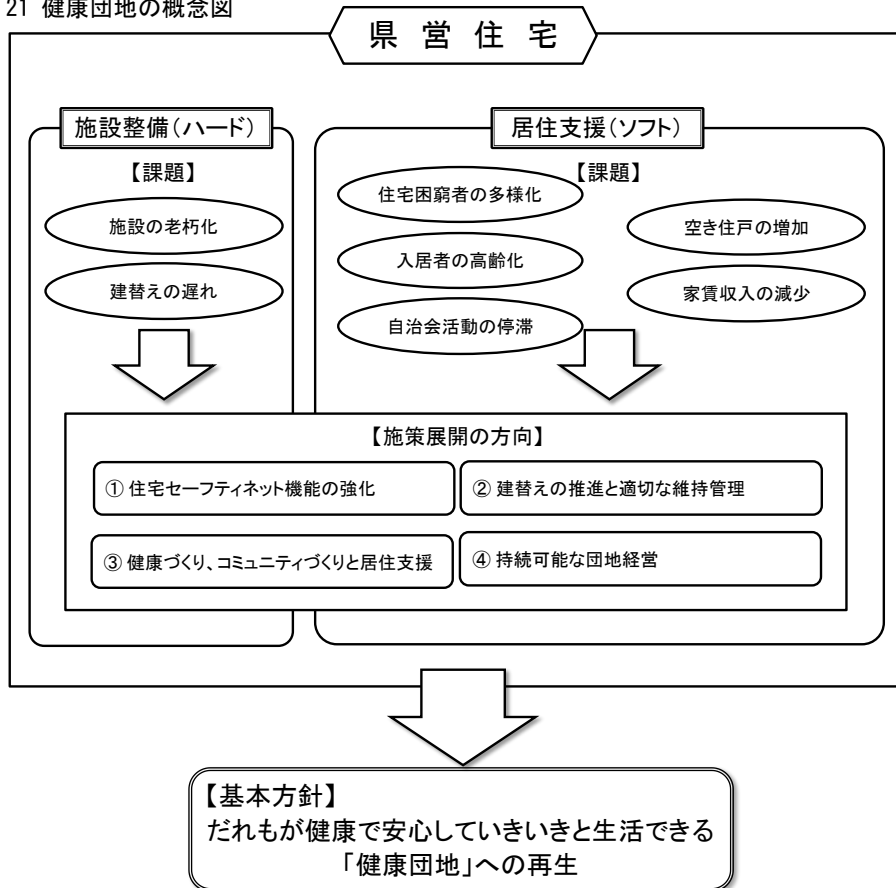 21 健康団地の概念図
県営住宅
施設整備(ハード)
【課題】
施設の老朽化
建替えの遅れ
居住支援(ソフト)
【課題】
住宅困窮者の多様化
入居者の高齢化
自治会活動の停滞
空き住戸の増加
家賃収入の減少
【施策展開の方向】
① 住宅セーフティネット機能の強化
② 建替えの推進と適切な維持管理
③ 健康づくり、コミュニティづくりと居住支援
④ 持続可能な団地経営
【基本方針】
だれもが健康で安心していきいきと生活できる
「健康団地」への再生